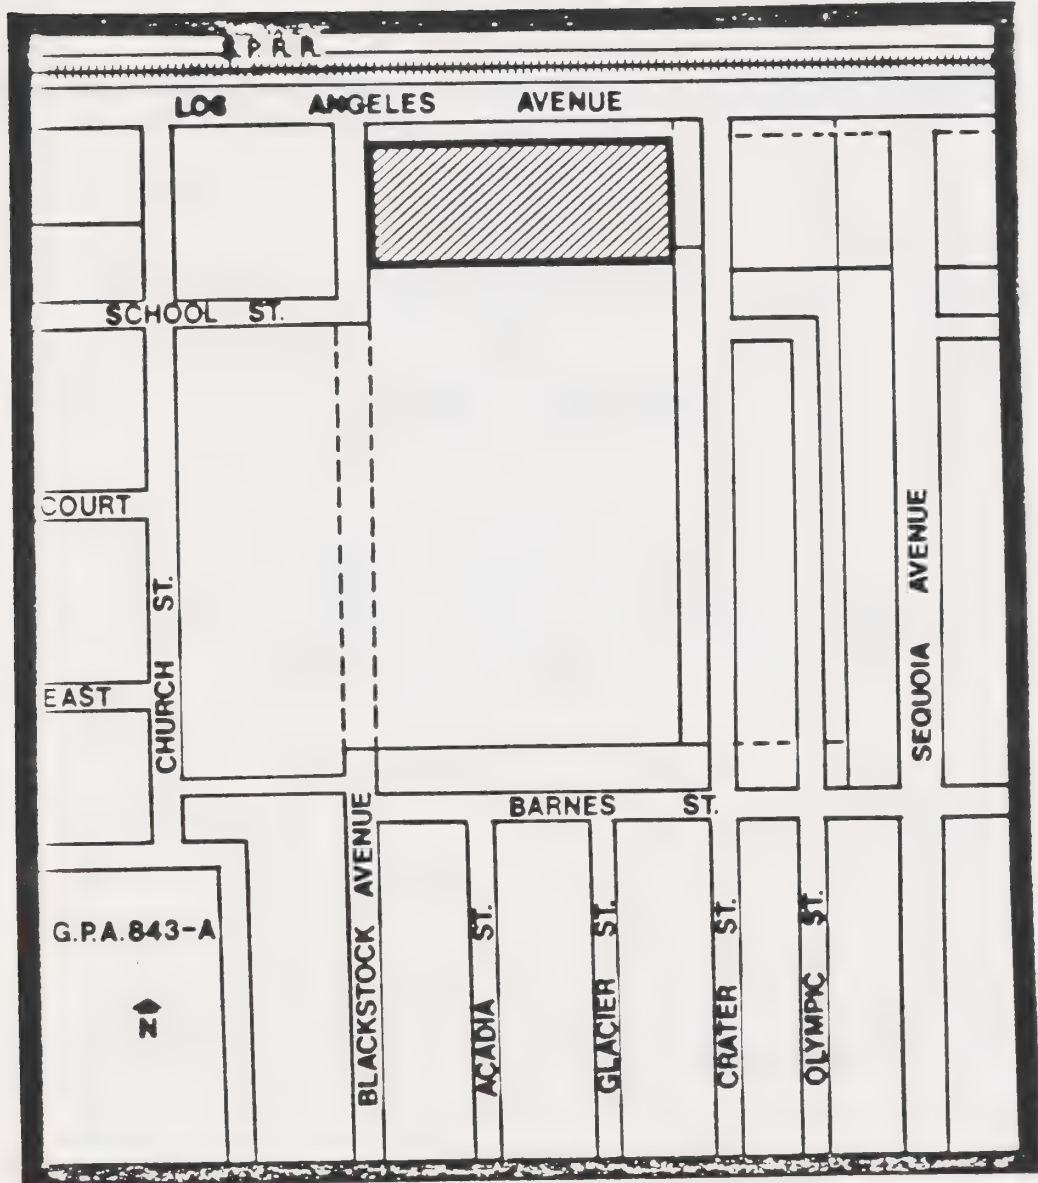 P. R. R.
LOS ANGELES AVENUE
SCHOOL ST.
COURT
EAST
CHURCH ST.
SEQUOIA AVENUE
BARNES ST.
BLACKSTOCK AVENUE
ACADIA ST.
GLACIER ST.
CRATER ST.
OLYMPIC ST.
G.P.A. 843-A
N